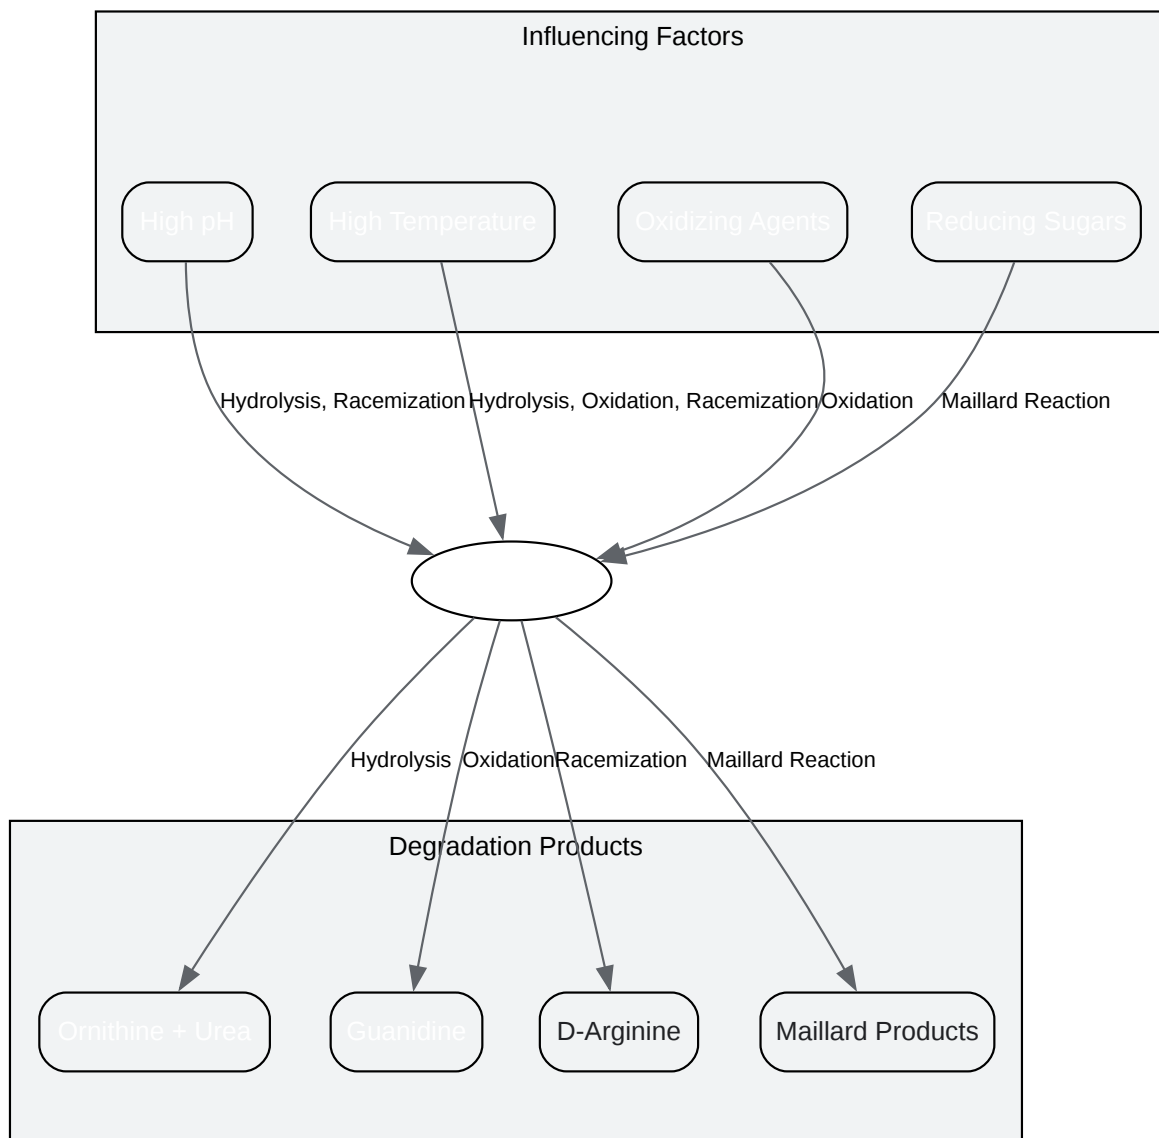 Influencing Factors
High pH
High Temperature
Oxidizing Agents
Reducing Sugars
Hydrolysis, Racemization
Hydrolysis, Oxidation, Racemization
Oxidation
Maillard Reaction
Hydrolysis
Oxidation
Racemization
Maillard Reaction
Degradation Products
Ornithine + Urea
Guanidine
D-Arginine
Maillard Products